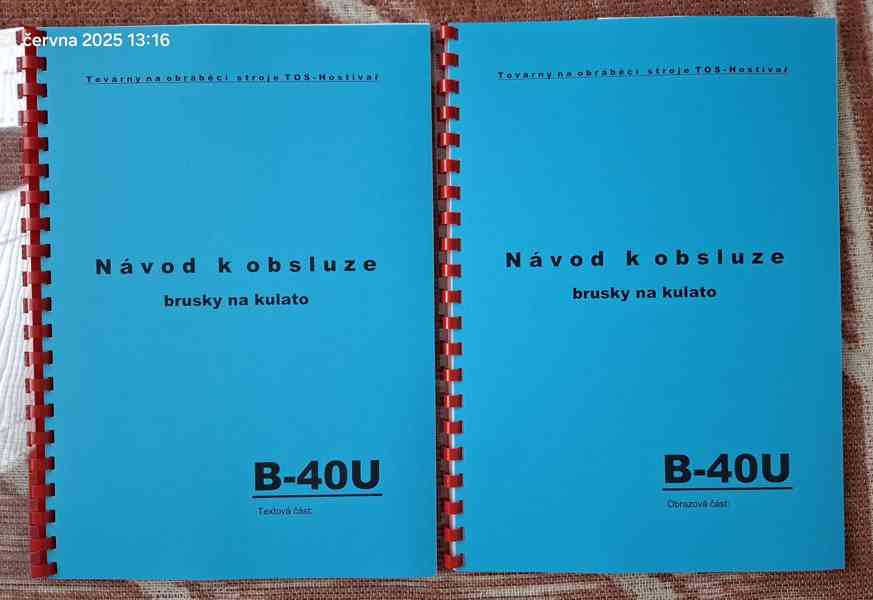 června 2025 13:16
Továrny na obráběcí stroje TOS-Hostivař
Návod k obsluze
brusky na kulato
B-40U
Textová část:
Továrny na obráběcí stroje TOS-Hostivař
Návod k obsluze
brusky na kulato
B-40U
Obrazová část: